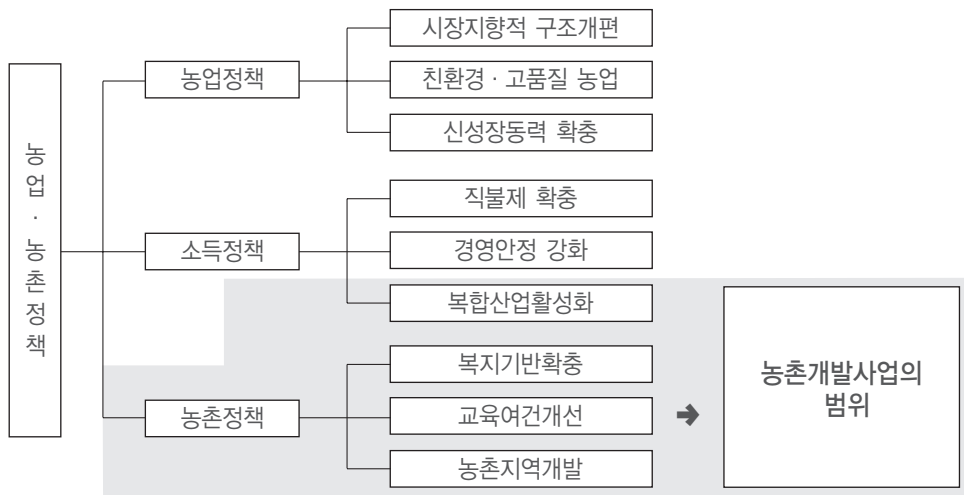 농업·농촌정책
농업정책
시장지향적 구조개편
친환경·고품질 농업
신성장동력 확충
소득정책
직불제 확충
경영안정 강화
복합산업활성화
농촌정책
복지기반확충
교육여건개선
농촌지역개발
농촌개발사업의
범위